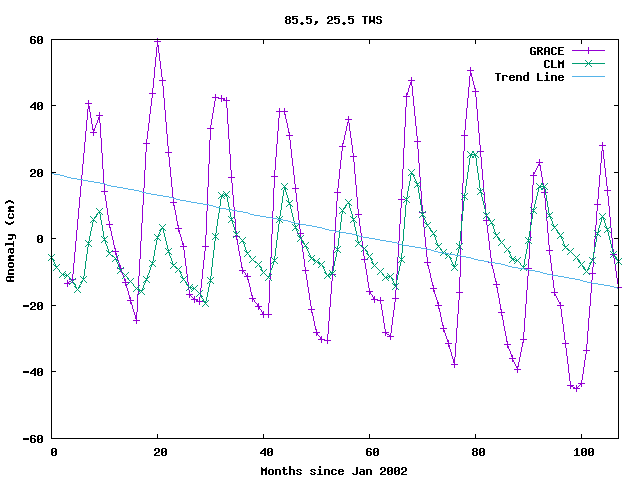 85.5, 25.5 TWS
GRACE
CLM
Trend Line
60
40
20
0
-20
-40
-60
Anomaly (cm)
0 20 40 60 80 100
Months since Jan 2002